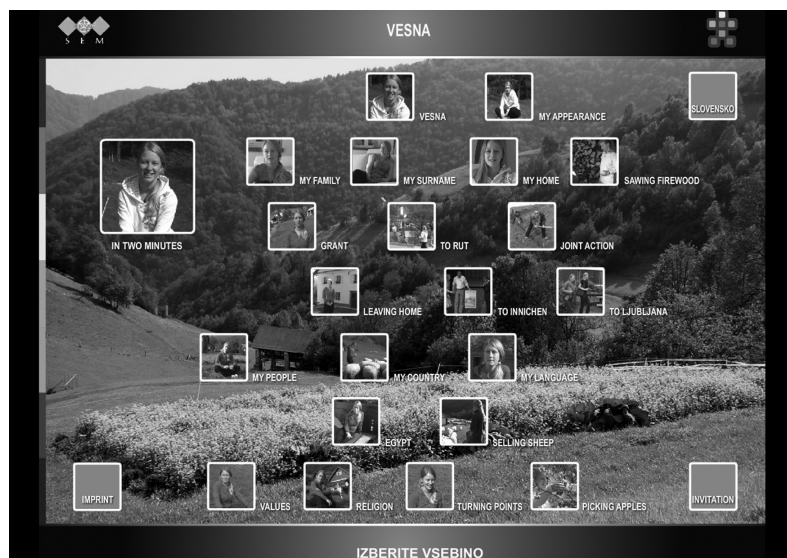 SEM
VESNA
VESNA
MY APPEARANCE
SLOVENSKO
MY FAMILY
MY SURNAME
MY HOME
SAWING FIREWOOD
IN TWO MINUTES
GRANT
TO RUT
JOINT ACTION
LEAVING HOME
TO INNICHEN
TO LJUBLJANA
MY PEOPLE
MY COUNTRY
MY LANGUAGE
EGYPT
SELLING SHEEP
IMPRINT
VALUES
RELIGION
TURNING POINTS
PICKING APPLES
INVITATION
IZBERITE VSEBINO